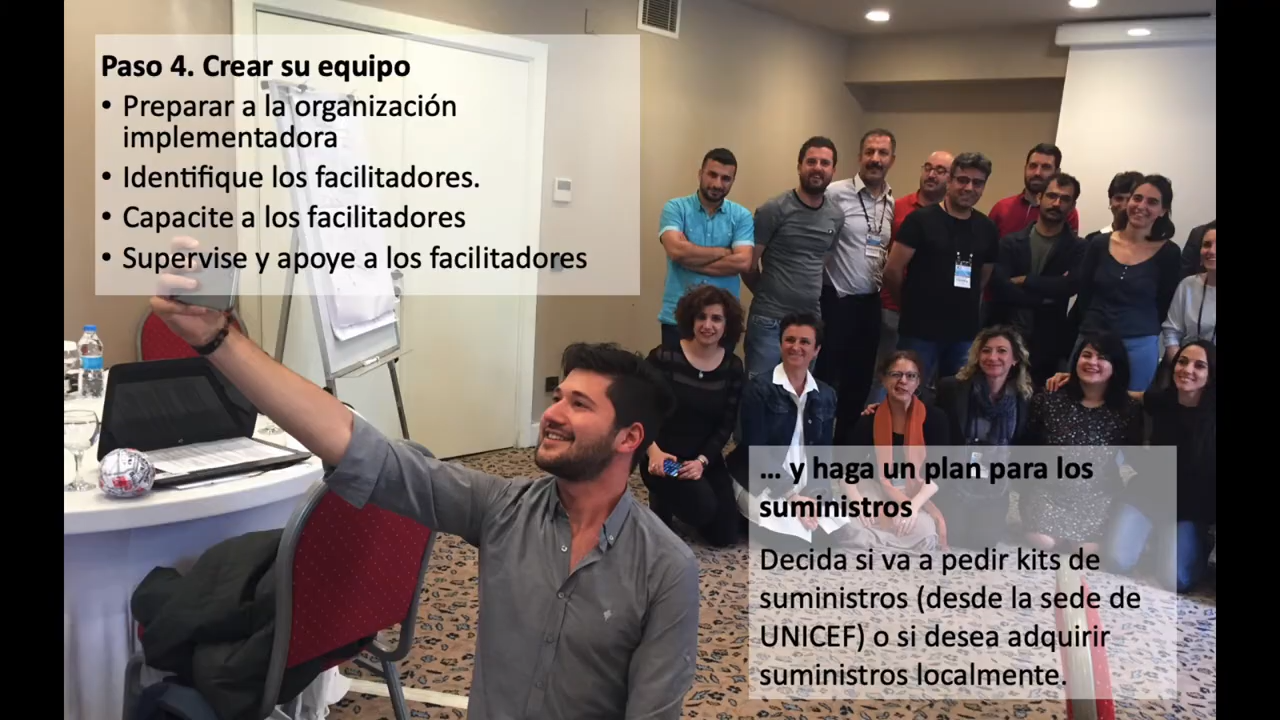 Paso 4. Crear su equipo
• Preparar a la organización
implementadora
• Identifique los facilitadores.
• Capacite a los facilitadores
• Supervise y apoye a los facilitadores
... y haga un plan para los
suministros
Decida si va a pedir kits de
suministros (desde la sede de
UNICEF) o si desea adquirir
suministros localmente.